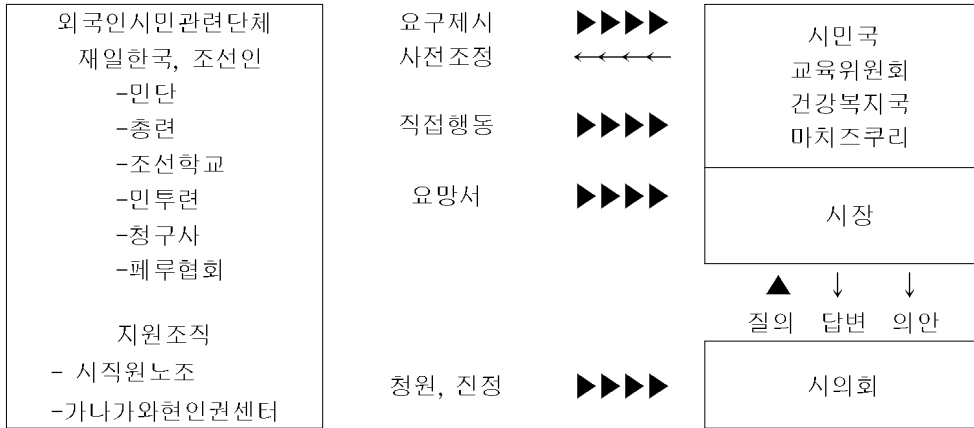 외국인시민관련단체
재일한국, 조선인
-민단
-총련
-조선학교
-민투련
-청구사
-페루협회
지원조직
- 시직원노조
-가나가와현인권센터
요구제시
사전조정
직접행동
요망서
청원, 진정
시민국
교육위원회
건강복지국
마치즈쿠리
시장
질의 답변 의안
시의회